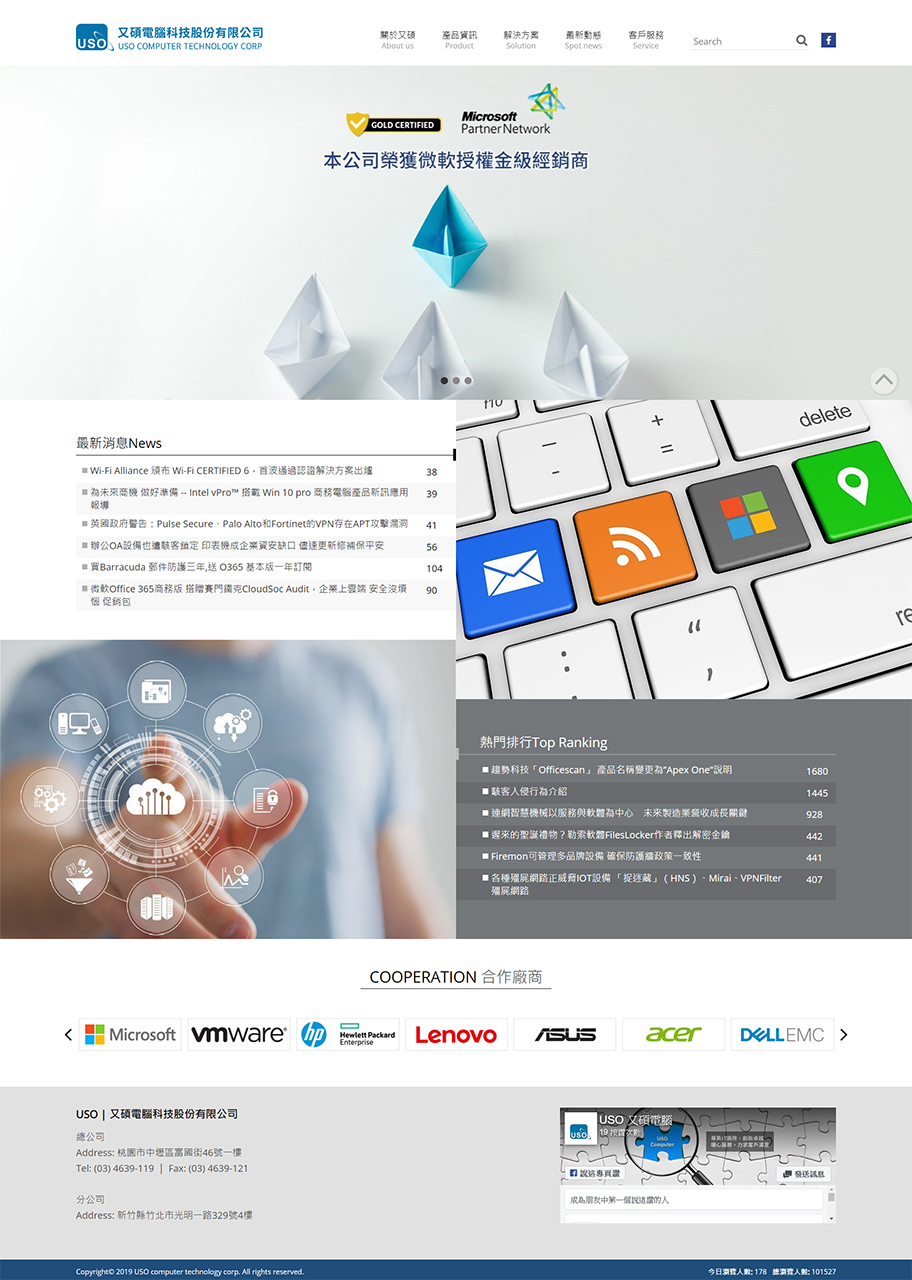 USO
又碩電腦科技股份有限公司
USO COMPUTER TECHNOLOGY CORP
關於又碩
About us
產品資訊
Product
解決方案
Solution
最新動態
Spot news
客戶服務
Service
Search
f
GOLD CERTIFIED
Microsoft
Partner Network
本公司榮獲微軟授權金級經銷商
最新消息News
Wi-Fi Alliance 頒布 Wi-Fi CERTIFIED 6，首波通過認證解決方案出爐 38
為未來商機 做好準備 -- Intel vPro™ 搭載 Win 10 pro 商務電腦產品新訊應用 39
報導
英國政府警告：Pulse Secure、Palo Alto和Fortinet的VPN存在APT攻擊漏洞 41
辦公OA設備也遭駭客鎖定 印表機成企業資安缺口 儘速更新修補保平安 56
買Barracuda 郵件防護三年,送 O365 基本版一年訂閱 104
微軟Office 365商務版 搭贈賽門鐵克CloudSoc Audit，企業上雲端 安全沒煩 90
惱 促銷包
f10
delete
re
熱門排行Top Ranking
趨勢科技「Officescan」 產品名稱變更為"Apex One"說明 1680
駭客入侵行為介紹 1445
連網智慧機械以服務與軟體為中心　未來製造業營收成長關鍵 928
遲來的聖誕禮物？勒索軟體FilesLocker作者釋出解密金鑰 442
Firemon可管理多品牌設備 確保防護牆政策一致性 441
各種殭屍網路正威脅IOT設備 「 捉迷藏」 ( HNS ) 、Mirai、VPNFilter 407
殭屍網路
COOPERATION 合作廠商
Microsoft
vmware®
hp
Hewlett Packard
Enterprise
Lenovo
ASUS
acer
DELLEMC
USO | 又碩電腦科技股份有限公司
總公司
Address: 桃園市中壢區富國街46號一樓
Tel: (03) 4639-119 │ Fax: (03) 4639-121
分公司
Address: 新竹縣竹北市光明一路329號4樓
USO
USO 又碩電腦
19 按讚次數
USO
Computer
說這專頁讚
發送訊息
成為朋友中第一個說這讚的人
Copyright© 2019 USO computer technology corp. All rights reserved.
今日瀏覽人數: 178 總瀏覽人數: 101527